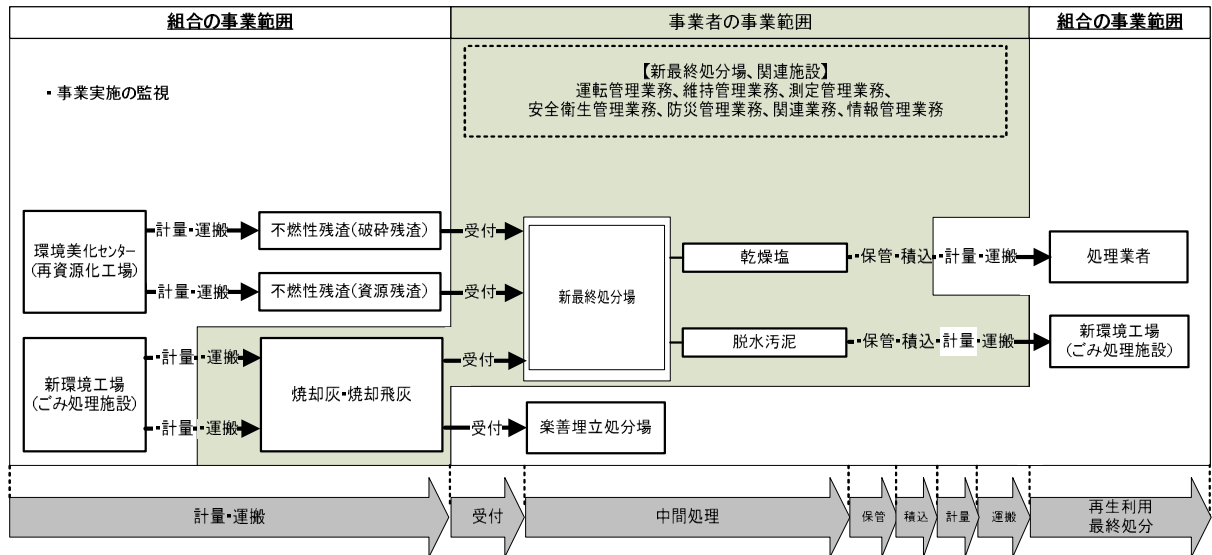 組合の事業範囲
事業者の事業範囲
組合の事業範囲
・事業実施の監視
【新最終処分場、関連施設】
運転管理業務、維持管理業務、測定管理業務、
安全衛生管理業務、防災管理業務、関連業務、情報管理業務
環境美化センター
(再資源化工場)
計量・運搬
不燃性残渣(破砕残渣)
受付
計量・運搬
不燃性残渣(資源残渣)
受付
新最終処分場
乾燥塩
保管・積込・計量・運搬
処理業者
新環境工場
(ごみ処理施設)
計量・運搬
計量・運搬
焼却灰・焼却飛灰
受付
受付
楽善埋立処分場
脱水汚泥
保管・積込・計量・運搬
新環境工場
(ごみ処理施設)
計量・運搬
受付
中間処理
保管
積込
計量
運搬
再生利用
最終処分